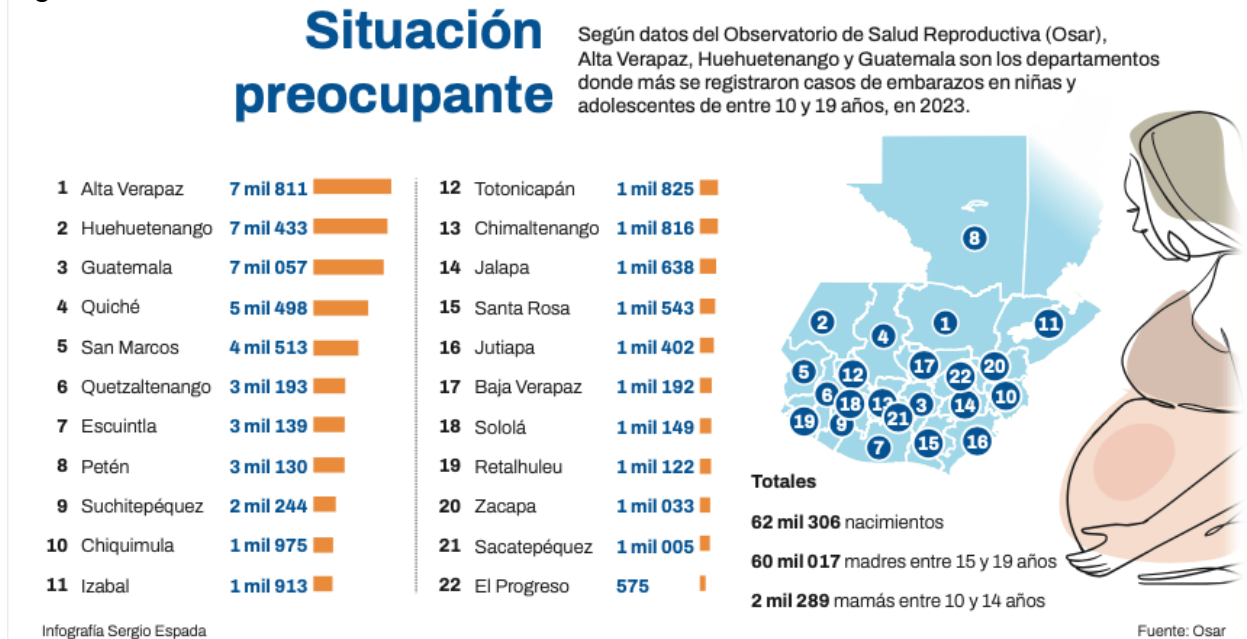 Situación
preocupante
Según datos del Observatorio de Salud Reproductiva (Osar),
Alta Verapaz, Huehuetenango y Guatemala son los departamentos
donde más se registraron casos de embarazos en niñas y
adolescentes de entre 10 y 19 años, en 2023.
1 Alta Verapaz 7 mil 811
2 Huehuetenango 7 mil 433
3 Guatemala 7 mil 057
4 Quiché 5 mil 498
5 San Marcos 4 mil 513
6 Quetzaltenango 3 mil 193
7 Escuintla 3 mil 139
8 Petén 3 mil 130
9 Suchitepéquez 2 mil 244
10 Chiquimula 1 mil 975
11 Izabal 1 mil 913
12 Totonicapán 1 mil 825
13 Chimaltenango 1 mil 816
14 Jalapa 1 mil 638
15 Santa Rosa 1 mil 543
16 Jutiapa 1 mil 402
17 Baja Verapaz 1 mil 192
18 Sololá 1 mil 149
19 Retalhuleu 1 mil 122
20 Zacapa 1 mil 033
21 Sacatepéquez 1 mil 005
22 El Progreso 575
8
2 4 1 11
5 12 17 22 20
6 18 13 21 3 14 10
19 9 7 15 16
Totales
62 mil 306 nacimientos
60 mil 017 madres entre 15 y 19 años
2 mil 289 mamás entre 10 y 14 años
Infografía Sergio Espada
Fuente: Osar